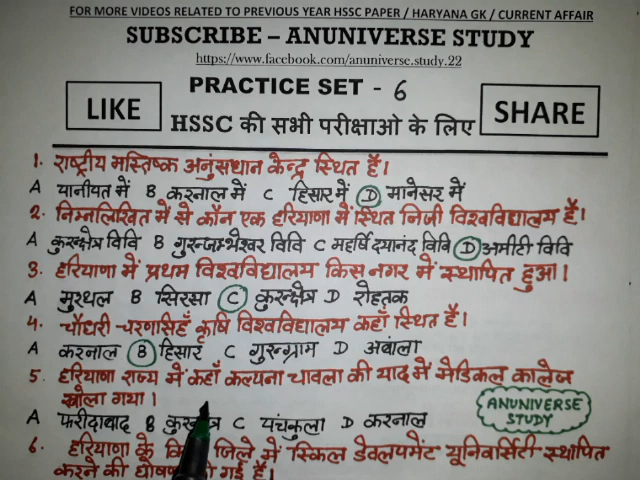 FOR MORE VIDEOS RELATED TO PREVIOUS YEAR HSSC PAPER / HARYANA GK / CURRENT AFFAIR
SUBSCRIBE – ANUNIVERSE STUDY
https://www.facebook.com/anuniverse.study.22
PRACTICE SET - 6
LIKE
SHARE
HSSC की सभी परीक्षाओ के लिए
1. राष्ट्रीय मस्तिष्क अनुंसधान केन्द्र स्थित है।
A पानीपत में B करनाल में C हिसार में D मानेसर में
2. निम्नलिखित में से कौन एक हरियाणा में स्थित निजी विश्वविद्यालय है।
A कुरुक्षेत्र विवि B गुरुजम्भेश्वर विवि C महर्षि दयानंद विवि D अमीटी विवि
3. हरियाणा में प्रथम विश्वविद्यालय किस नगर में स्थापित हुआ।
A मुरथल B सिरसा C कुरुक्षेत्र D रोहतक
4. चौधरी चरणसिहँ कृषि विश्वविद्यालय कहाँ स्थित है।
A करनाल B हिसार C गुरुग्राम D अंबाला
5. हरियाणा राज्य में कहाँ कल्पना चावला की याद में मेडिकल कालेज
खोला गया।
ANUNIVERSE
STUDY
A फरीदाबाद B C पंचकुला D करनाल
6. हरियाणा के जिले में स्किल डेवलपमेंट यूनिवर्सिटी स्थापित
करने की गई है।